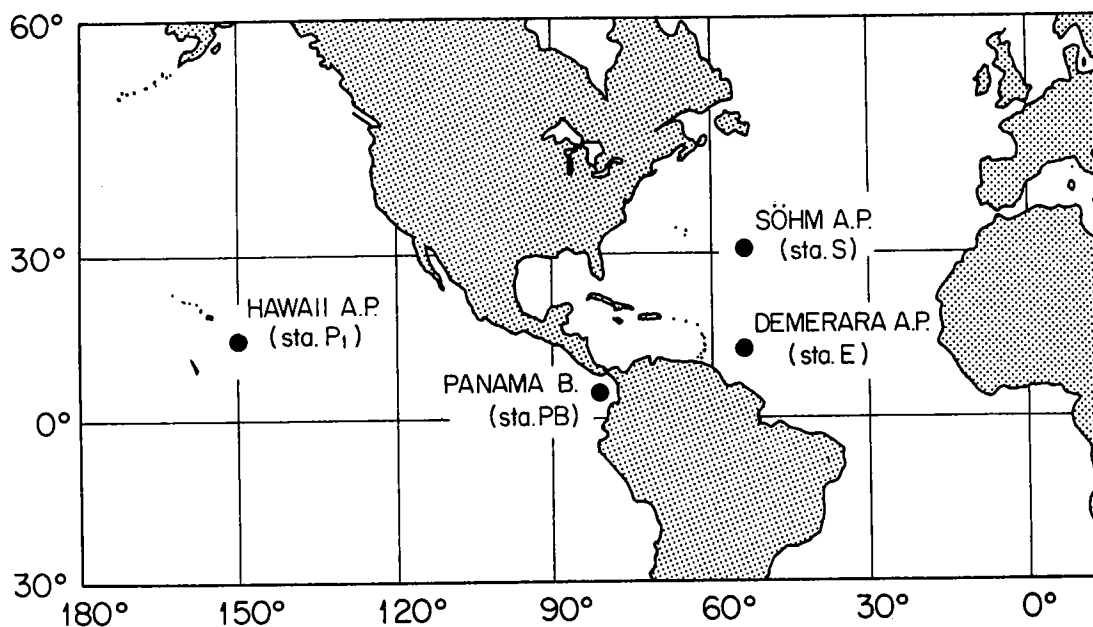 60°
SÖHM A.P.
(sta. S)
30°
HAWAII A.P.
(sta. P₁)
DEMERARA A.P.
(sta. E)
PANAMA B.
(sta. PB)
0°
30°
180°
150°
120°
90°
60°
30°
0°